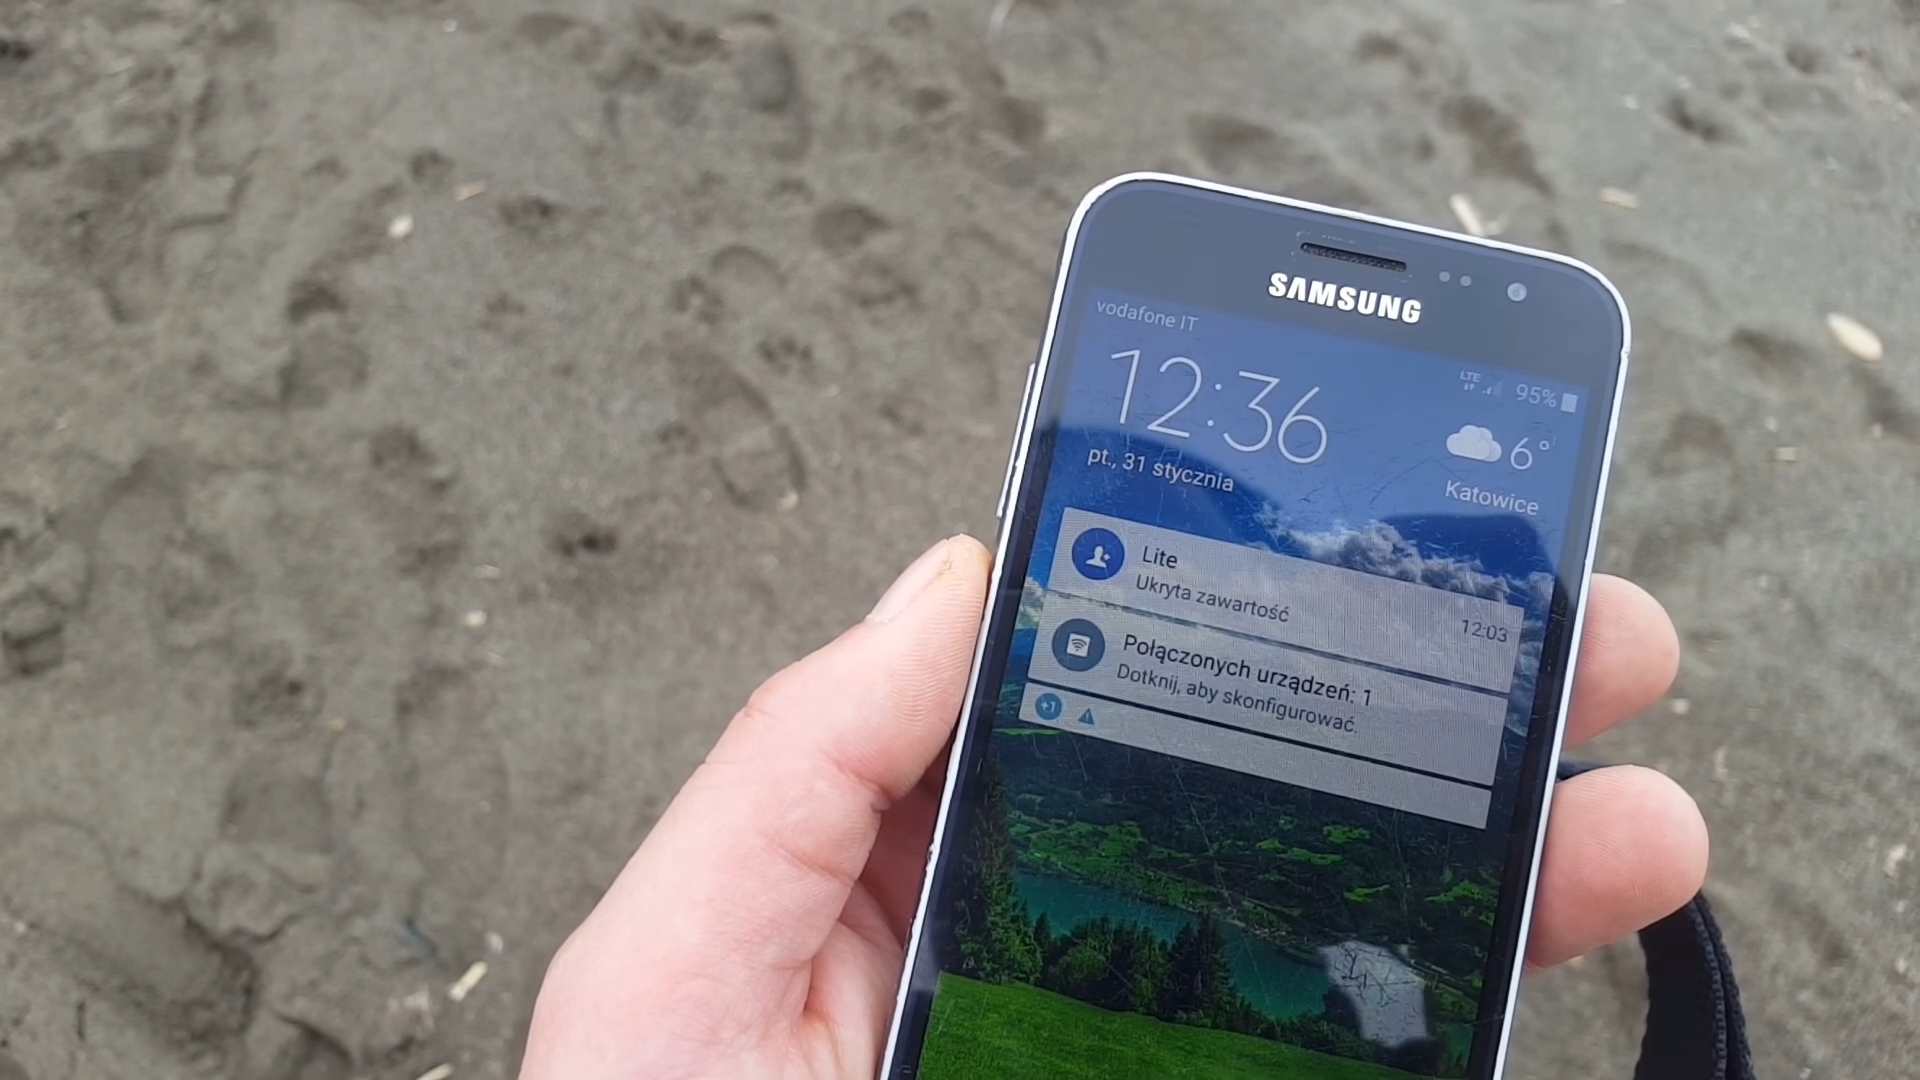 SAMSUNG
vodafone IT
LTE 95%
12:36
6°
pt., 31 stycznia
Katowice
Lite
Ukryta zawartość
12:03
Połączonych urządzeń: 1
Dotknij, aby skonfigurować.
+1